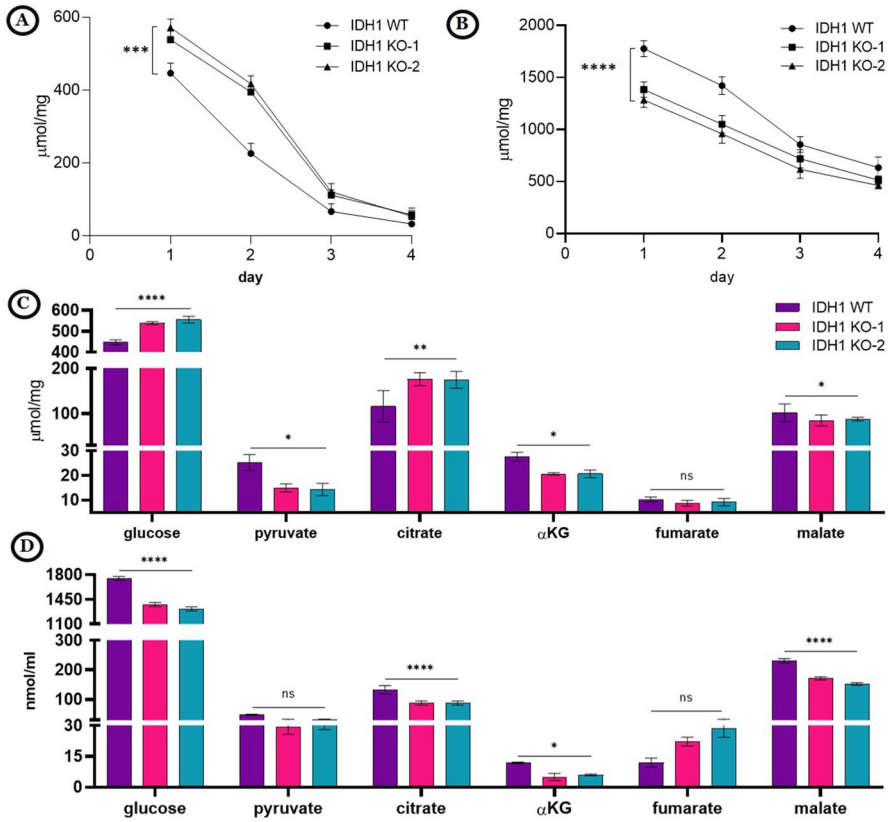 A
600
400
200
0
μmol/mg
0 1 2 3 4
day
***
IDH1 WT
IDH1 KO-1
IDH1 KO-2
B
2000
1500
1000
500
0
μmol/mg
0 1 2 3 4
day
****
IDH1 WT
IDH1 KO-1
IDH1 KO-2
C
600
500
400
200
100
30
20
10
μmol/mg
**** * ** * ns *
glucose pyruvate citrate αKG fumarate malate
IDH1 WT
IDH1 KO-1
IDH1 KO-2
D
1800
1450
1100
300
200
100
30
15
0
nmol/ml
**** ns **** * ns ****
glucose pyruvate citrate αKG fumarate malate